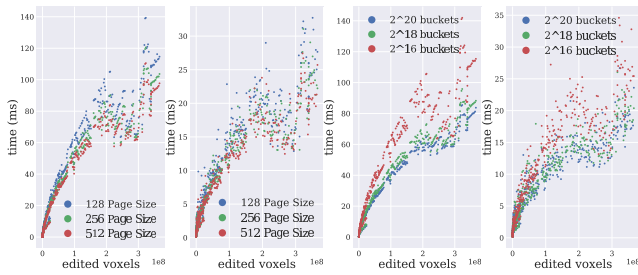 140
120
100
80
60
40
20
0
time (ms)
128 Page Size
256 Page Size
512 Page Size
0 1 2 3
1e8
edited voxels
30
25
20
15
10
5
0
time (ms)
128 Page Size
256 Page Size
512 Page Size
0 1 2 3
1e8
edited voxels
140
120
100
80
60
40
20
0
time (ms)
2^20 buckets
2^18 buckets
2^16 buckets
0 1 2 3
1e8
edited voxels
35
30
25
20
15
10
5
0
time (ms)
2^20 buckets
2^18 buckets
2^16 buckets
0 1 2 3
1e8
edited voxels